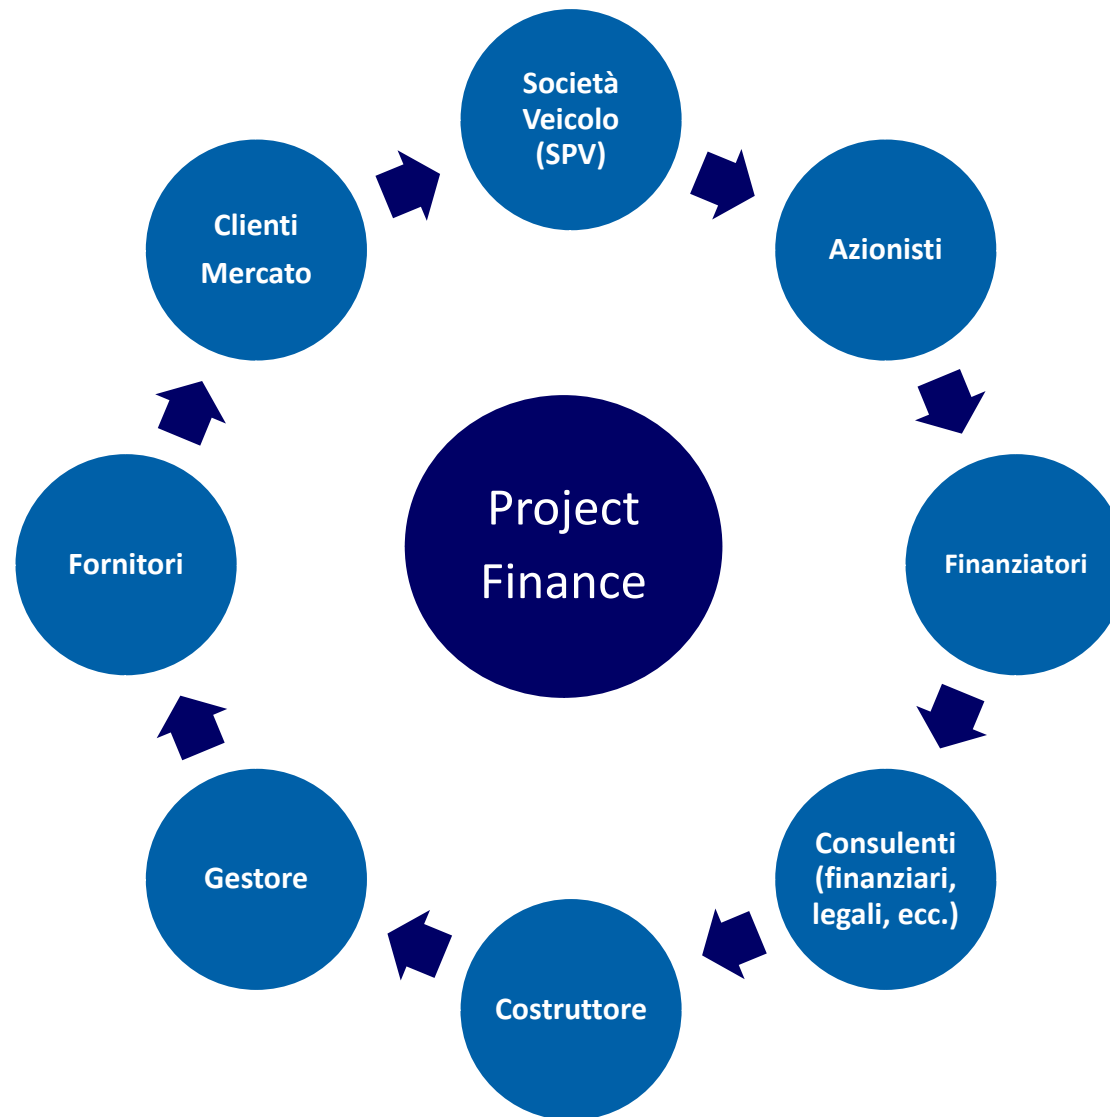 Società
Veicolo
(SPV)
Azionisti
Finanziatori
Consulenti
(finanziari,
legali, ecc.)
Costruttore
Gestore
Fornitori
Clienti
Mercato
Project
Finance